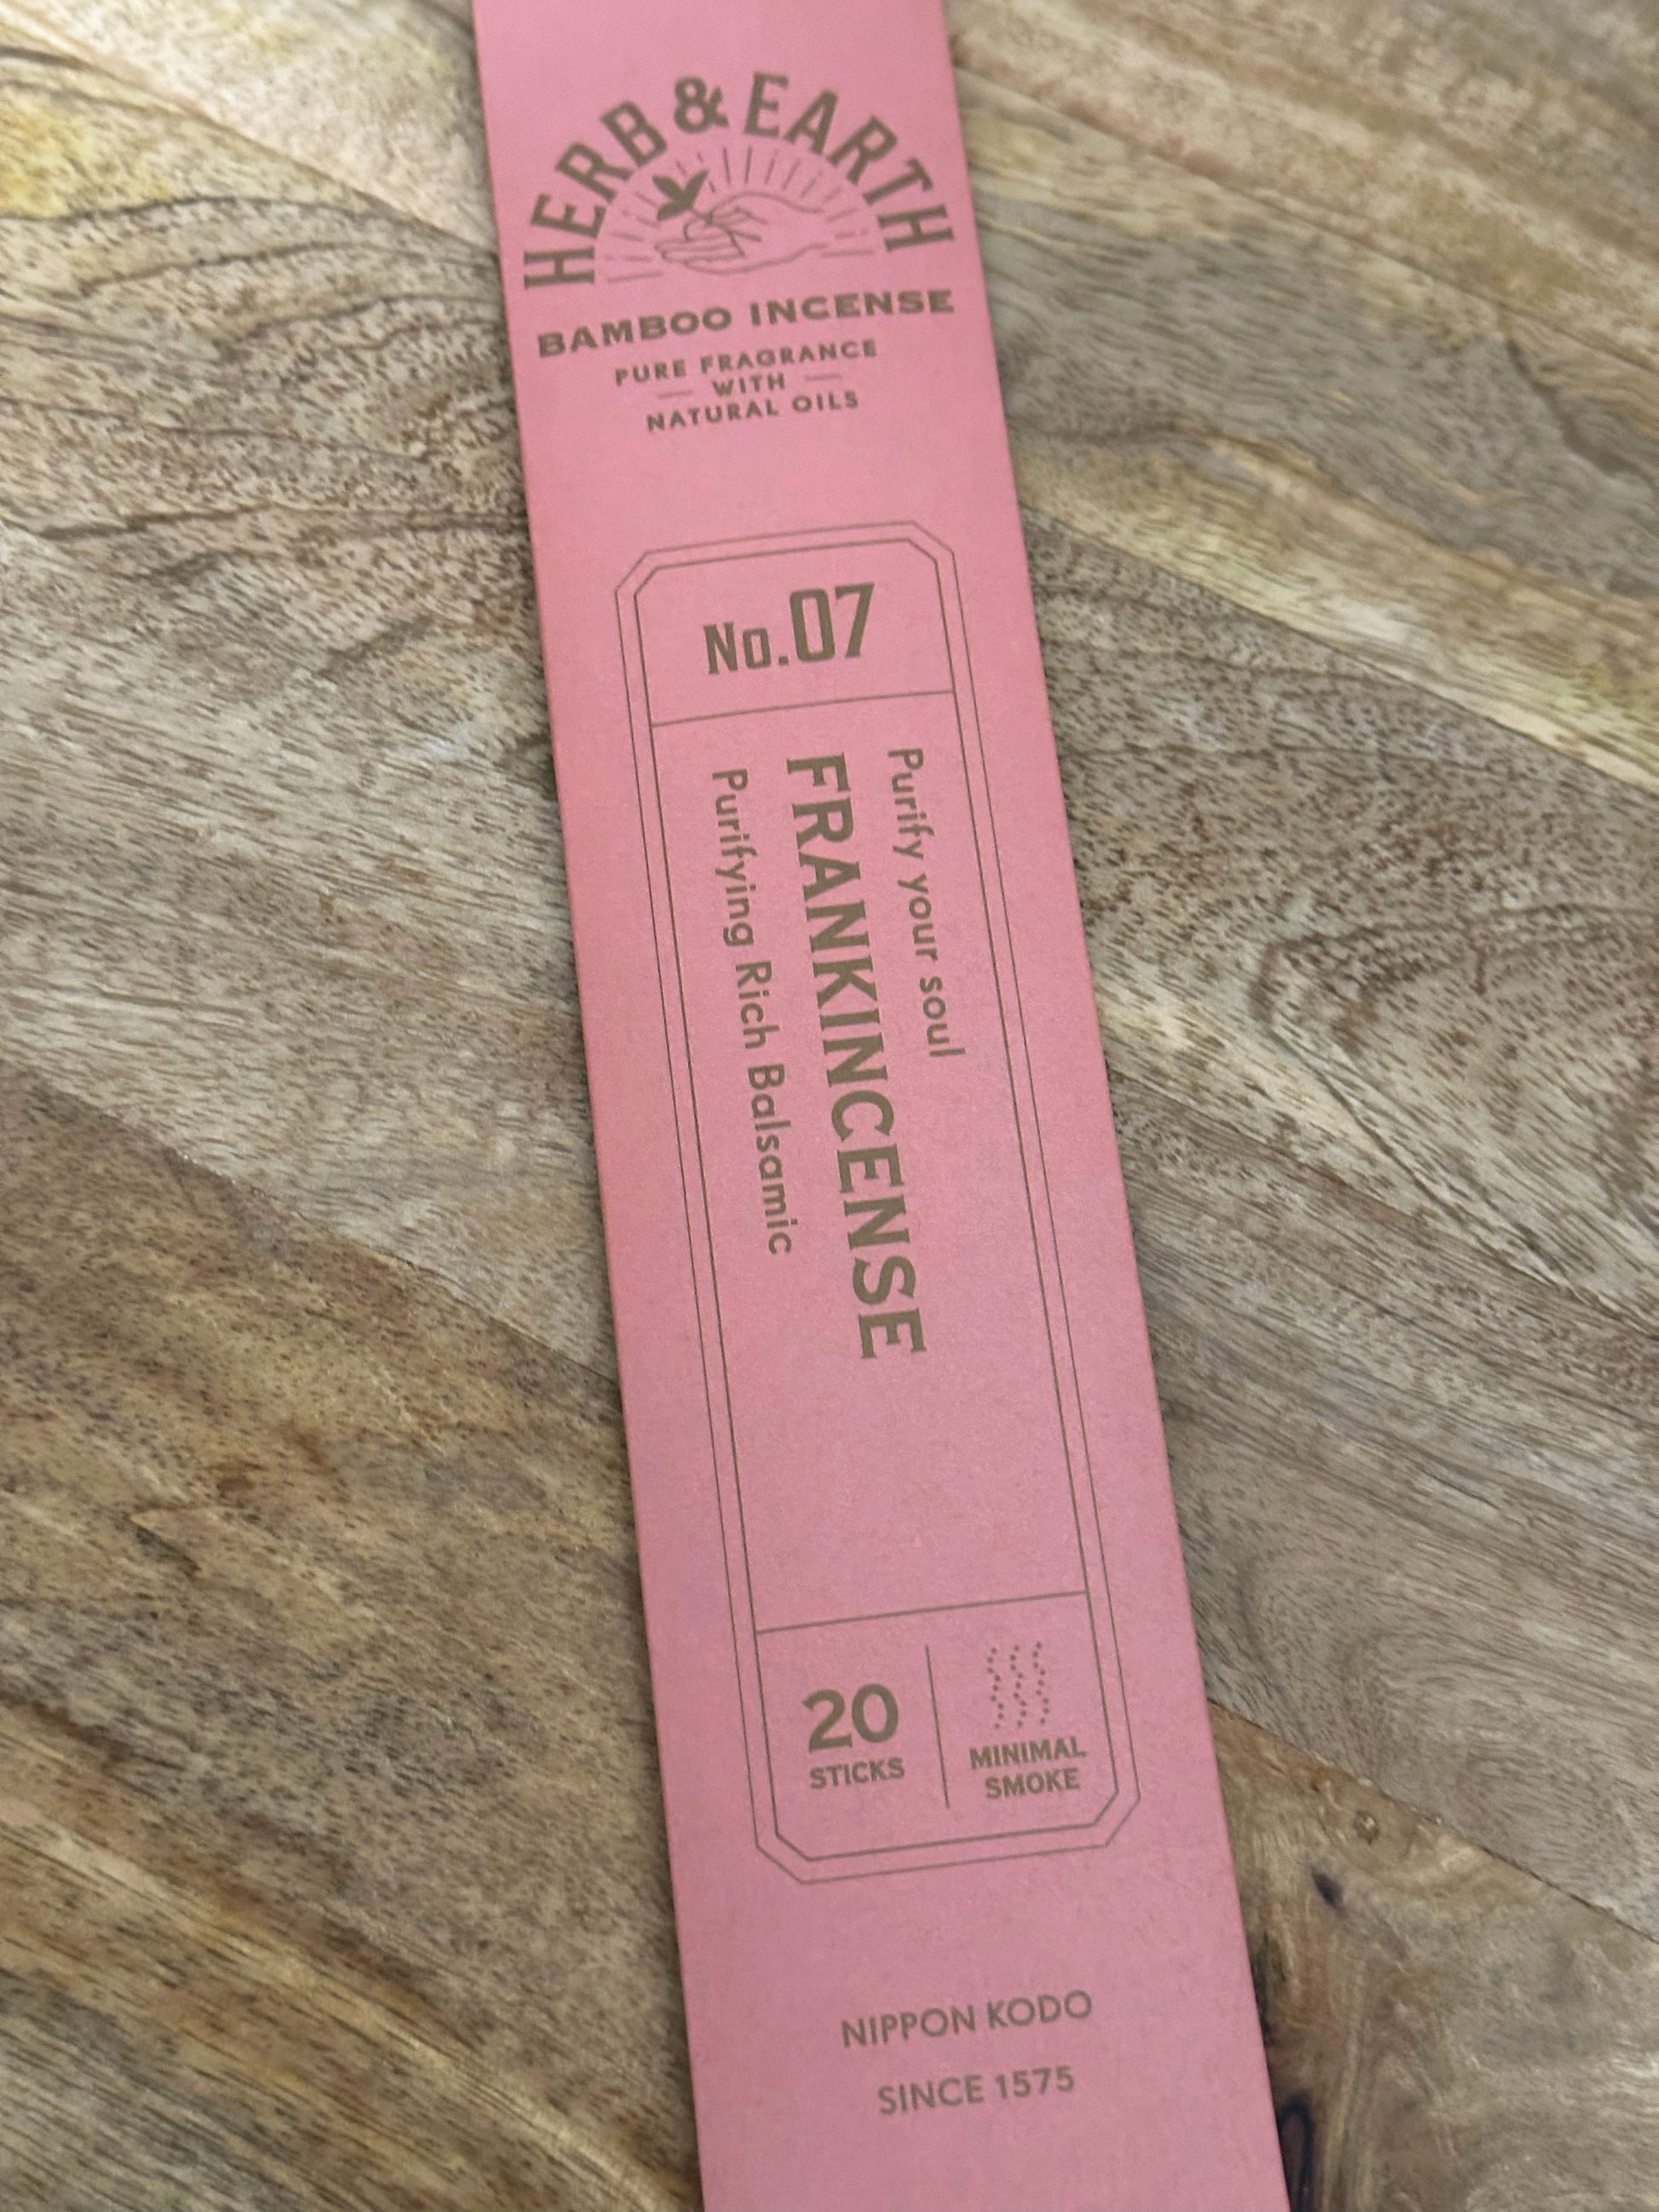 HERB & EARTH
BAMBOO INCENSE
PURE FRAGRANCE
WITH
NATURAL OILS
No.07
Purify your soul
FRANKINCENSE
Purifying Rich Balsamic
20
STICKS
MINIMAL
SMOKE
NIPPON KODO
SINCE 1575